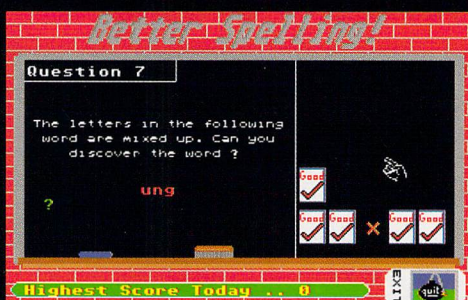 Better Spelling!
Question 7
The letters in the following
word are mixed up. Can you
discover the word ?
ung
?
Good
Good Good Good Good
Highest Score Today .. 0
EXIT
quit